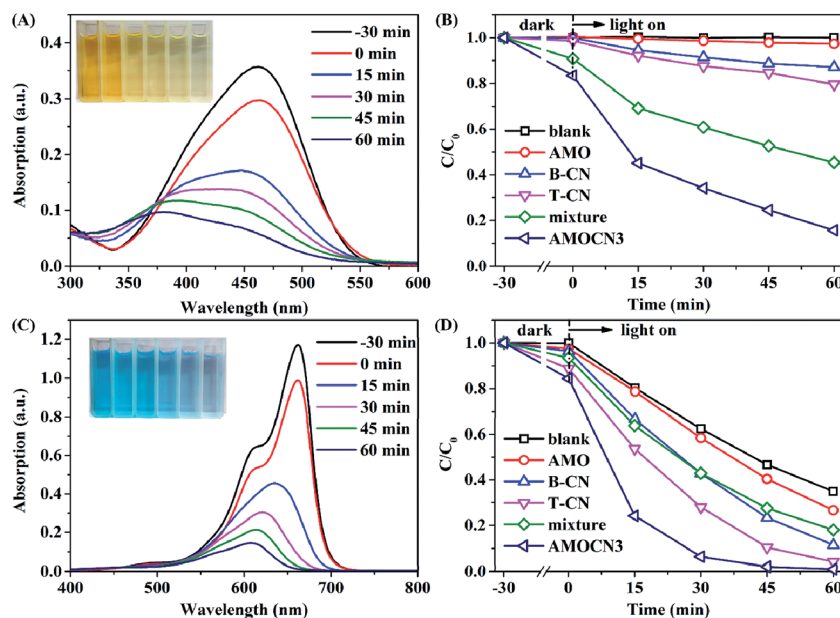 (A)
-30 min
0 min
15 min
30 min
45 min
60 min
Absorption (a.u.)
0.4
0.3
0.2
0.1
0.0
300 350 400 450 500 550 600
Wavelength (nm)
(B)
dark light on
C/C0
1.0
0.8
0.6
0.4
0.2
0.0
blank
AMO
B-CN
T-CN
mixture
AMOCN3
-30 0 15 30 45 60
Time (min)
(C)
-30 min
0 min
15 min
30 min
45 min
60 min
Absorption (a.u.)
1.2
1.0
0.8
0.6
0.4
0.2
0.0
400 500 600 700 800
Wavelength (nm)
(D)
dark light on
C/C0
1.0
0.8
0.6
0.4
0.2
0.0
blank
AMO
B-CN
T-CN
mixture
AMOCN3
-30 0 15 30 45 60
Time (min)